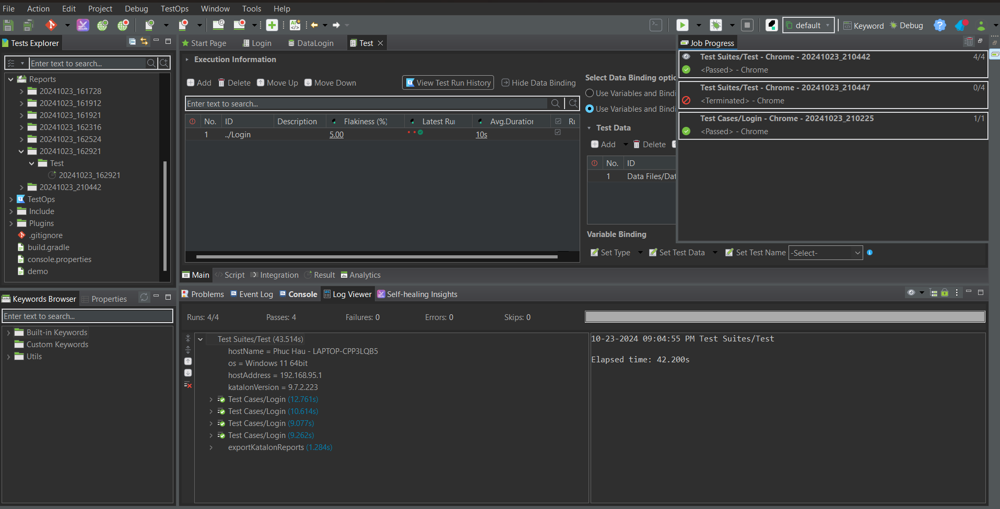 File Action Edit Project Debug TestOps Window Tools Help
default Keyword Debug
Tests Explorer
Enter text to search...
Reports
20241023_161728
20241023_161912
20241023_161921
20241023_162316
20241023_162524
20241023_162921
Test
20241023_162921
20241023_210442
TestOps
Include
Plugins
.gitignore
build.gradle
console.properties
demo
Keywords Browser Properties
Enter text to search...
Built-in Keywords
Custom Keywords
Utils
Start Page Login DataLogin Test
Execution Information
Add Delete Move Up Move Down View Test Run History Hide Data Binding
Enter text to search...
No. ID Description Flakiness (%) Latest Rur Avg.Duration Ru
1 ../Login 5.00 10s
Select Data Binding optio
Use Variables and Bindi
Use Variables and Bindi
Test Data
Add Delete
No. ID
1 Data Files/Dat
Variable Binding
Set Type Set Test Data Set Test Name -Select-
Job Progress
Test Suites/Test - Chrome - 20241023_210442 4/4
<Passed> - Chrome
Test Suites/Test - Chrome - 20241023_210447 0/4
<Terminated> - Chrome
Test Cases/Login - Chrome - 20241023_210225 1/1
<Passed> - Chrome
Main Script Integration Result Analytics
Problems Event Log Console Log Viewer Self-healing Insights
Runs: 4/4 Passes: 4 Failures: 0 Errors: 0 Skips: 0
Test Suites/Test (43.514s)
hostName = Phuc Hau - LAPTOP-CPP3LQB5
os = Windows 11 64bit
hostAddress = 192.168.95.1
katalonVersion = 9.7.2.223
Test Cases/Login (12.761s)
Test Cases/Login (10.614s)
Test Cases/Login (9.077s)
Test Cases/Login (9.262s)
exportKatalonReports (1.284s)
10-23-2024 09:04:55 PM Test Suites/Test
Elapsed time: 42.200s